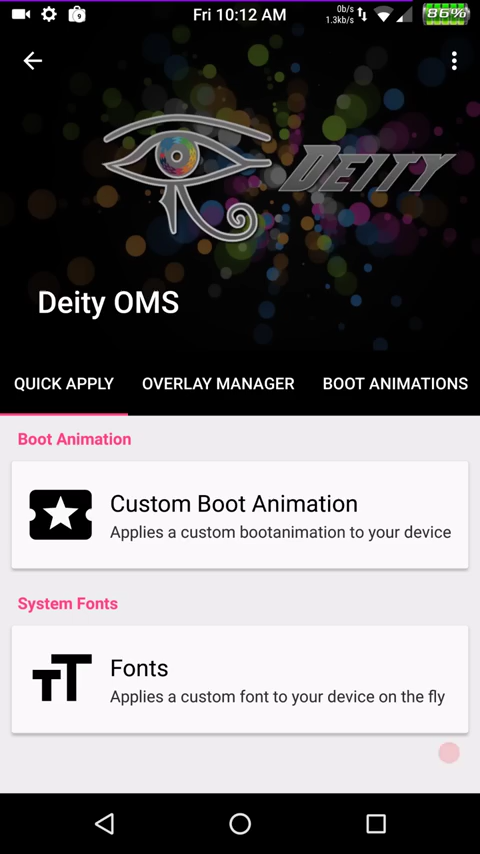 Fri 10:12 AM
0b/s
1.3kb/s
86%
9
DEITY
Deity OMS
QUICK APPLY
OVERLAY MANAGER
BOOT ANIMATIONS
Boot Animation
Custom Boot Animation
Applies a custom bootanimation to your device
System Fonts
TT
Fonts
Applies a custom font to your device on the fly